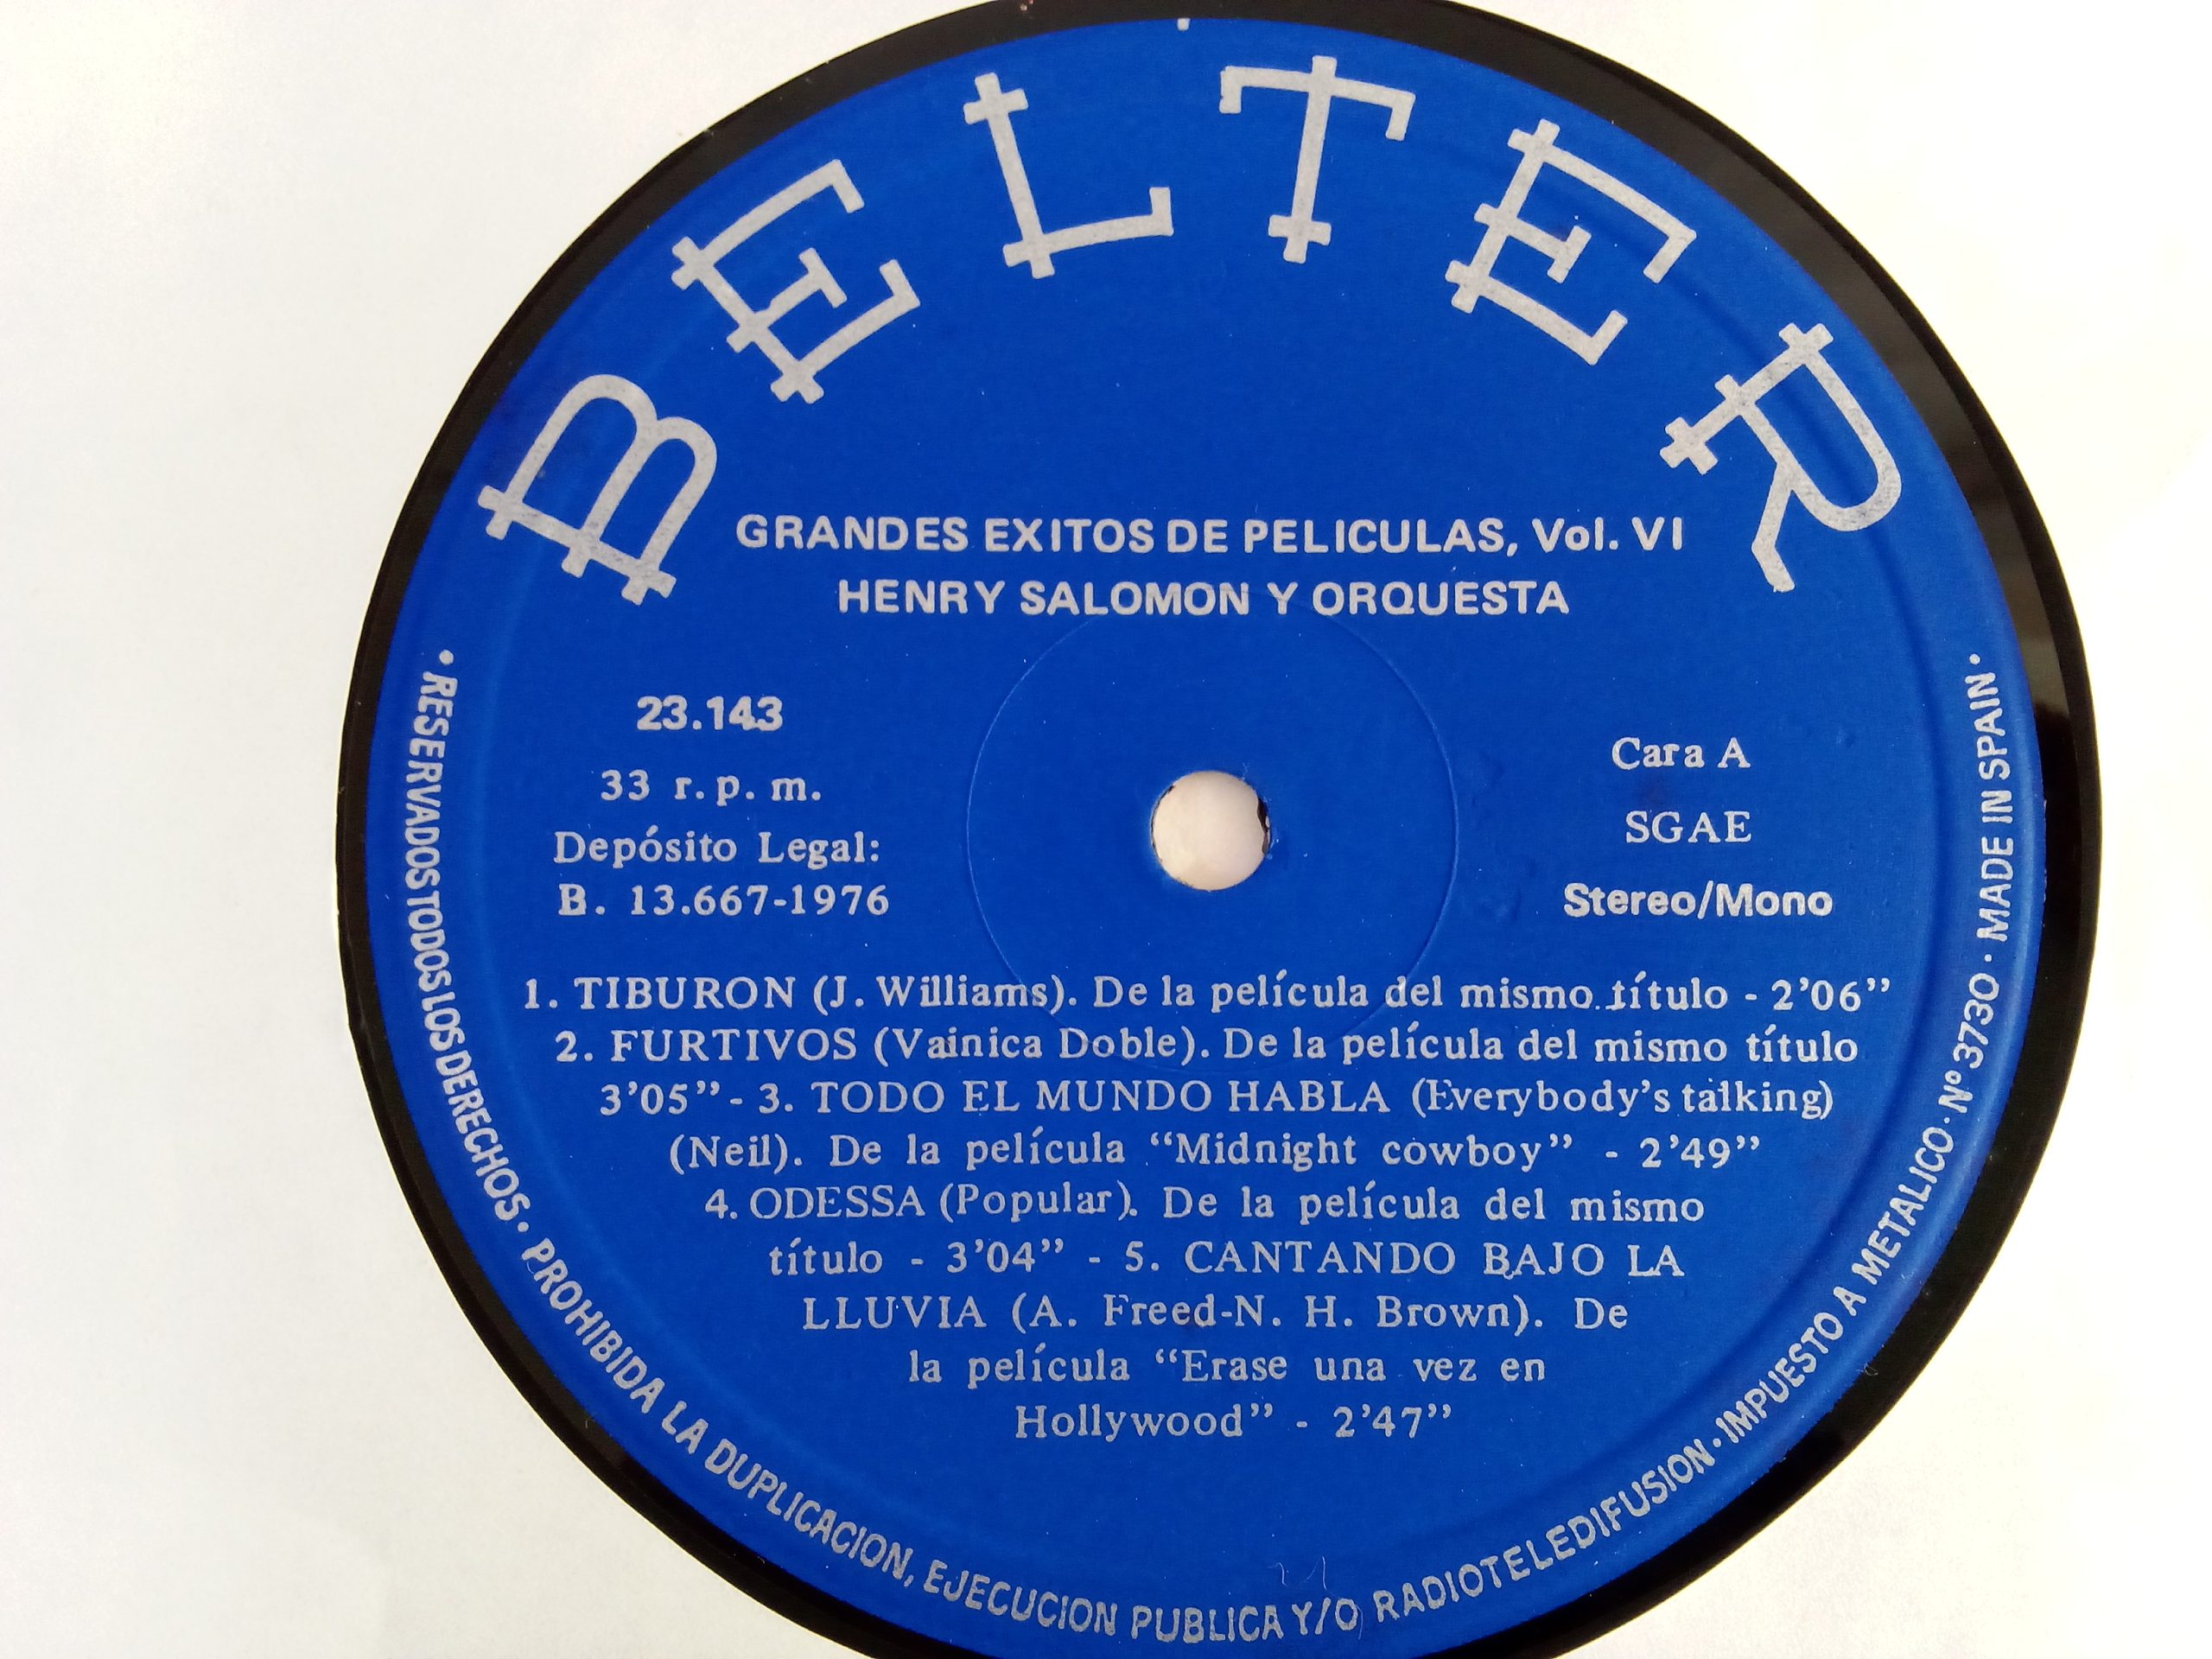 BELTER
GRANDES EXITOS DE PELICULAS, Vol. VI
HENRY SALOMON Y ORQUESTA
23.143
33 r.p.m.
Depósito Legal:
B. 13.667-1976
Cara A
SGAE
Stereo/Mono
1. TIBURON (J. Williams). De la película del mismo título - 2'06"
2. FURTIVOS (Vainica Doble). De la película del mismo título
3'05" - 3. TODO EL MUNDO HABLA (Everybody's talking)
(Neil). De la película "Midnight cowboy" - 2'49"
4. ODESSA (Popular). De la película del mismo
título - 3'04" - 5. CANTANDO BAJO LA
LLUVIA (A. Freed-N. H. Brown). De
la película "Erase una vez en
Hollywood" - 2'47"
• RESERVADOS TODOS LOS DERECHOS • PROHIBIDA LA DUPLICACION, EJECUCION PUBLICA Y/O RADIOTELEDIFUSION • IMPUESTO A METALICO • Nº 3730 • MADE IN SPAIN •